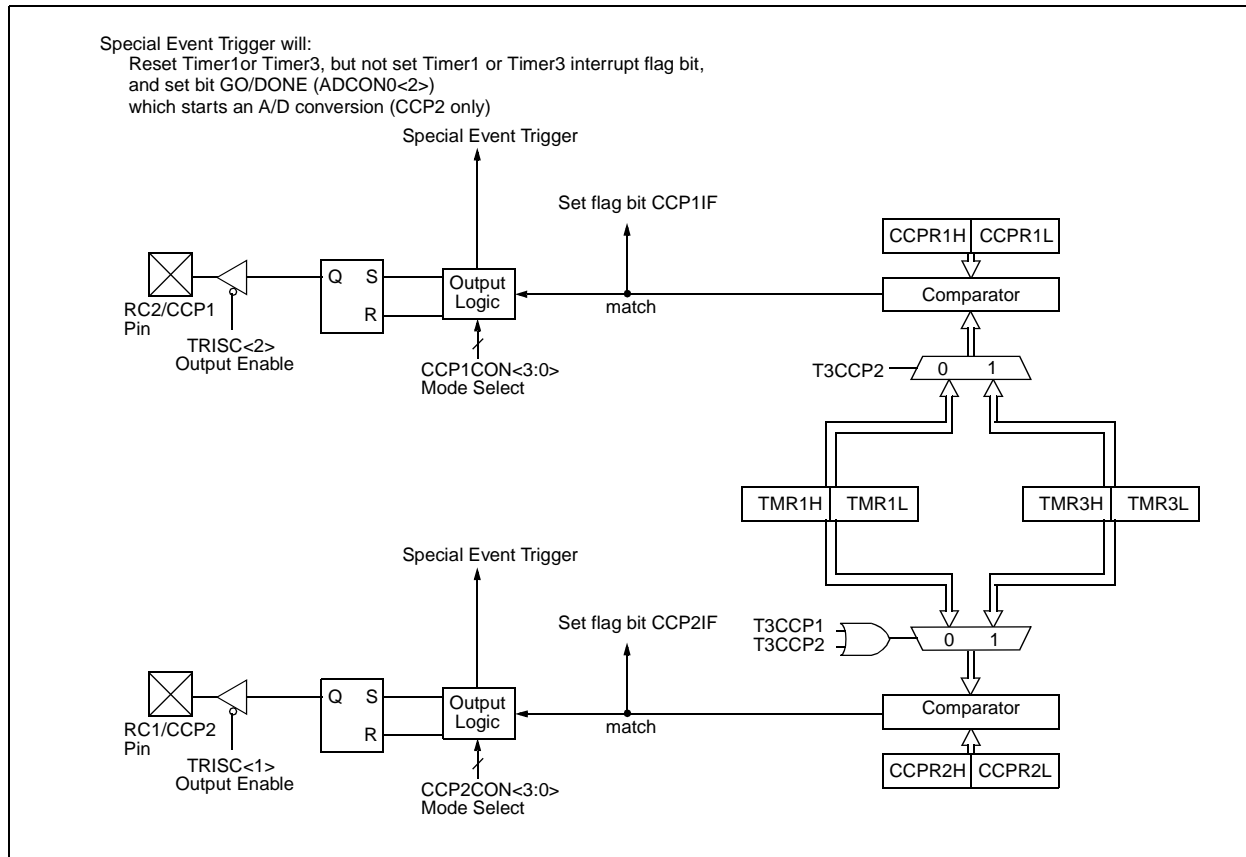 Special Event Trigger will:
Reset Timer1or Timer3, but not set Timer1 or Timer3 interrupt flag bit,
and set bit GO/DONE (ADCON0<2>)
which starts an A/D conversion (CCP2 only)
Special Event Trigger
Set flag bit CCP1IF
CCPR1H CCPR1L
Q S
R
Output
Logic
match
Comparator
RC2/CCP1
Pin
TRISC<2>
Output Enable
CCP1CON<3:0>
Mode Select
T3CCP2
0 1
TMR1H TMR1L
TMR3H TMR3L
Special Event Trigger
Set flag bit CCP2IF
T3CCP1
T3CCP2
0 1
Q S
R
Output
Logic
match
Comparator
RC1/CCP2
Pin
TRISC<1>
Output Enable
CCP2CON<3:0>
Mode Select
CCPR2H CCPR2L